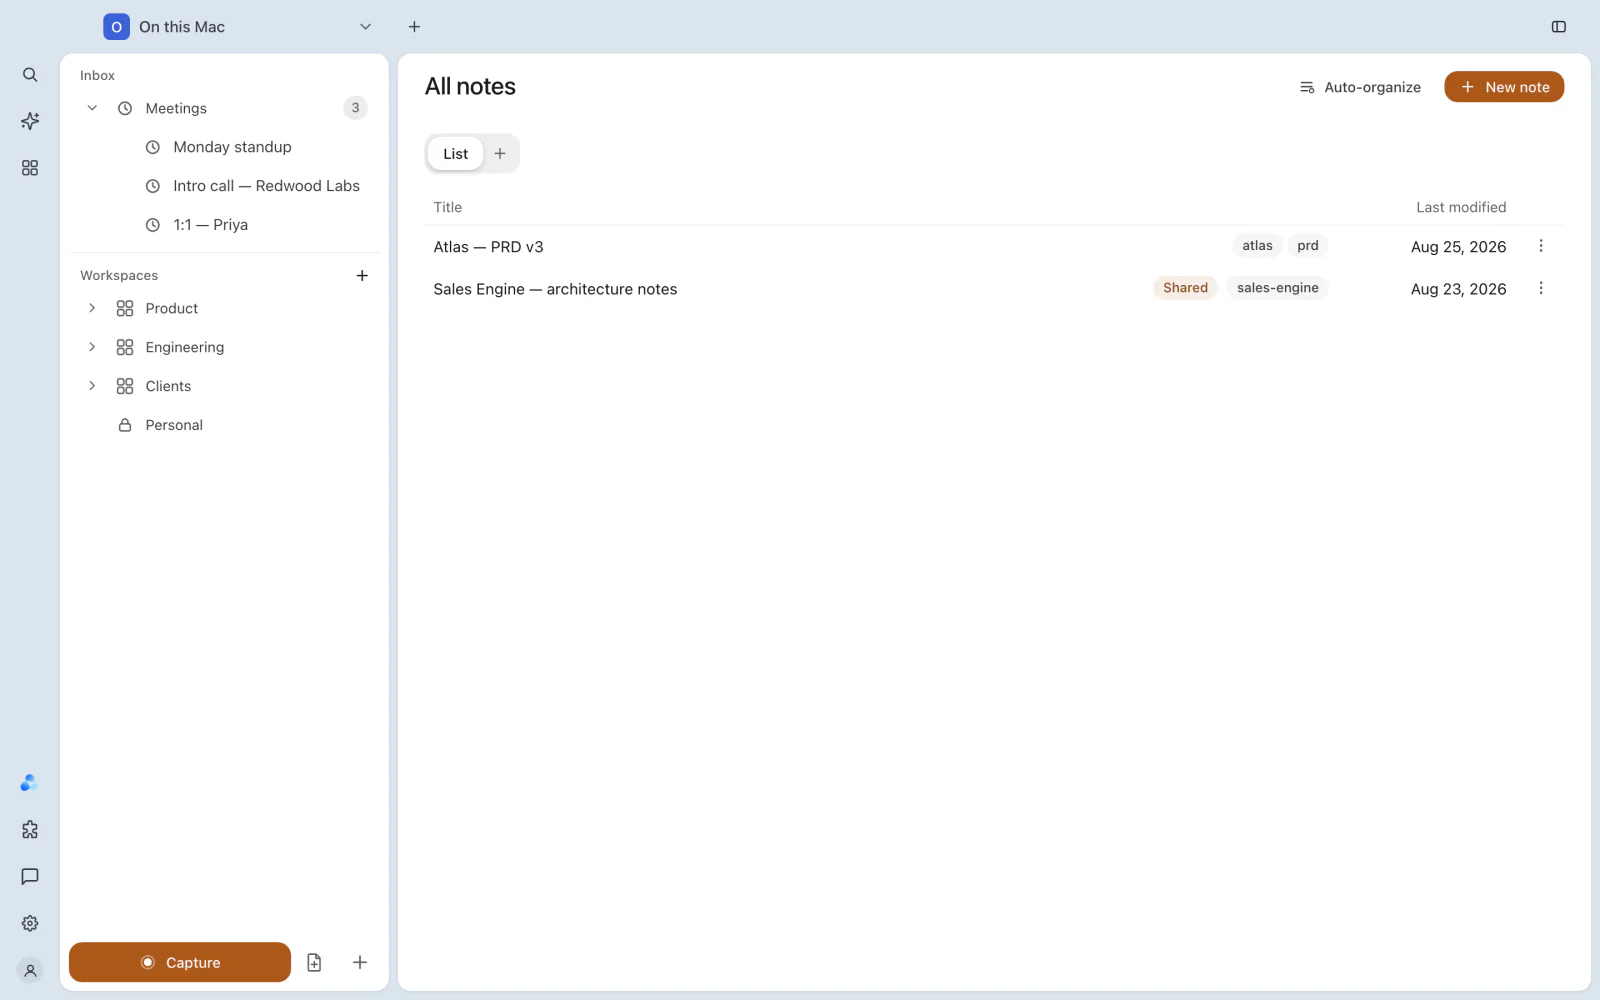 O On this Mac
Inbox
Meetings 3
Monday standup
Intro call — Redwood Labs
1:1 — Priya
Workspaces
Product
Engineering
Clients
Personal
Capture
All notes
Auto-organize
New note
List
Title Last modified
Atlas — PRD v3 atlas prd Aug 25, 2026
Sales Engine — architecture notes Shared sales-engine Aug 23, 2026